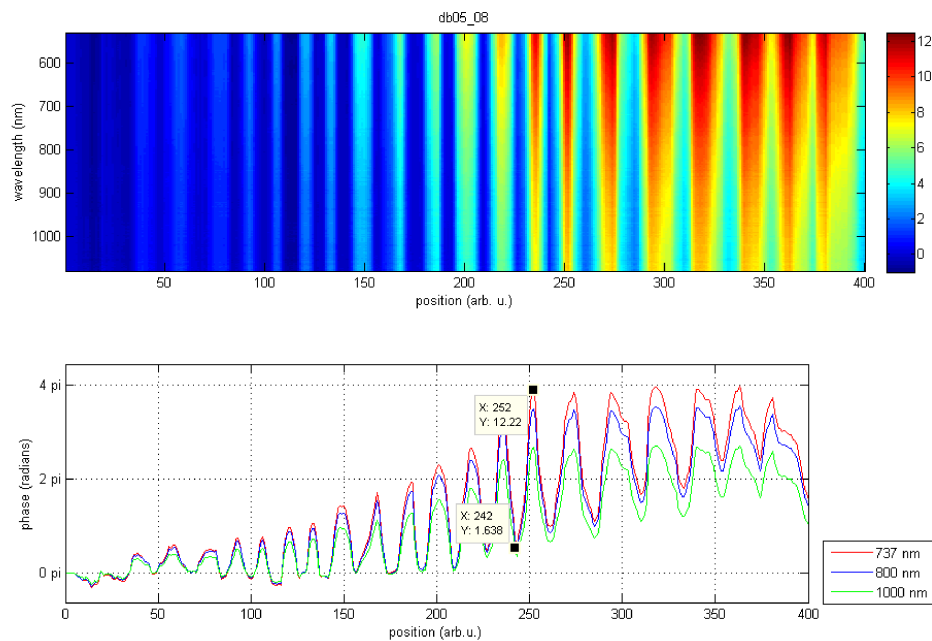 db05_08
600
700
800
900
1000
wavelength (nm)
50
100
150
200
250
300
350
400
position (arb. u.)
12
10
8
6
4
2
0
4 pi
2 pi
0 pi
phase (radians)
X: 252
Y: 12.22
X: 242
Y: 1.638
0
50
100
150
200
250
300
350
400
position (arb.u.)
737 nm
800 nm
1000 nm